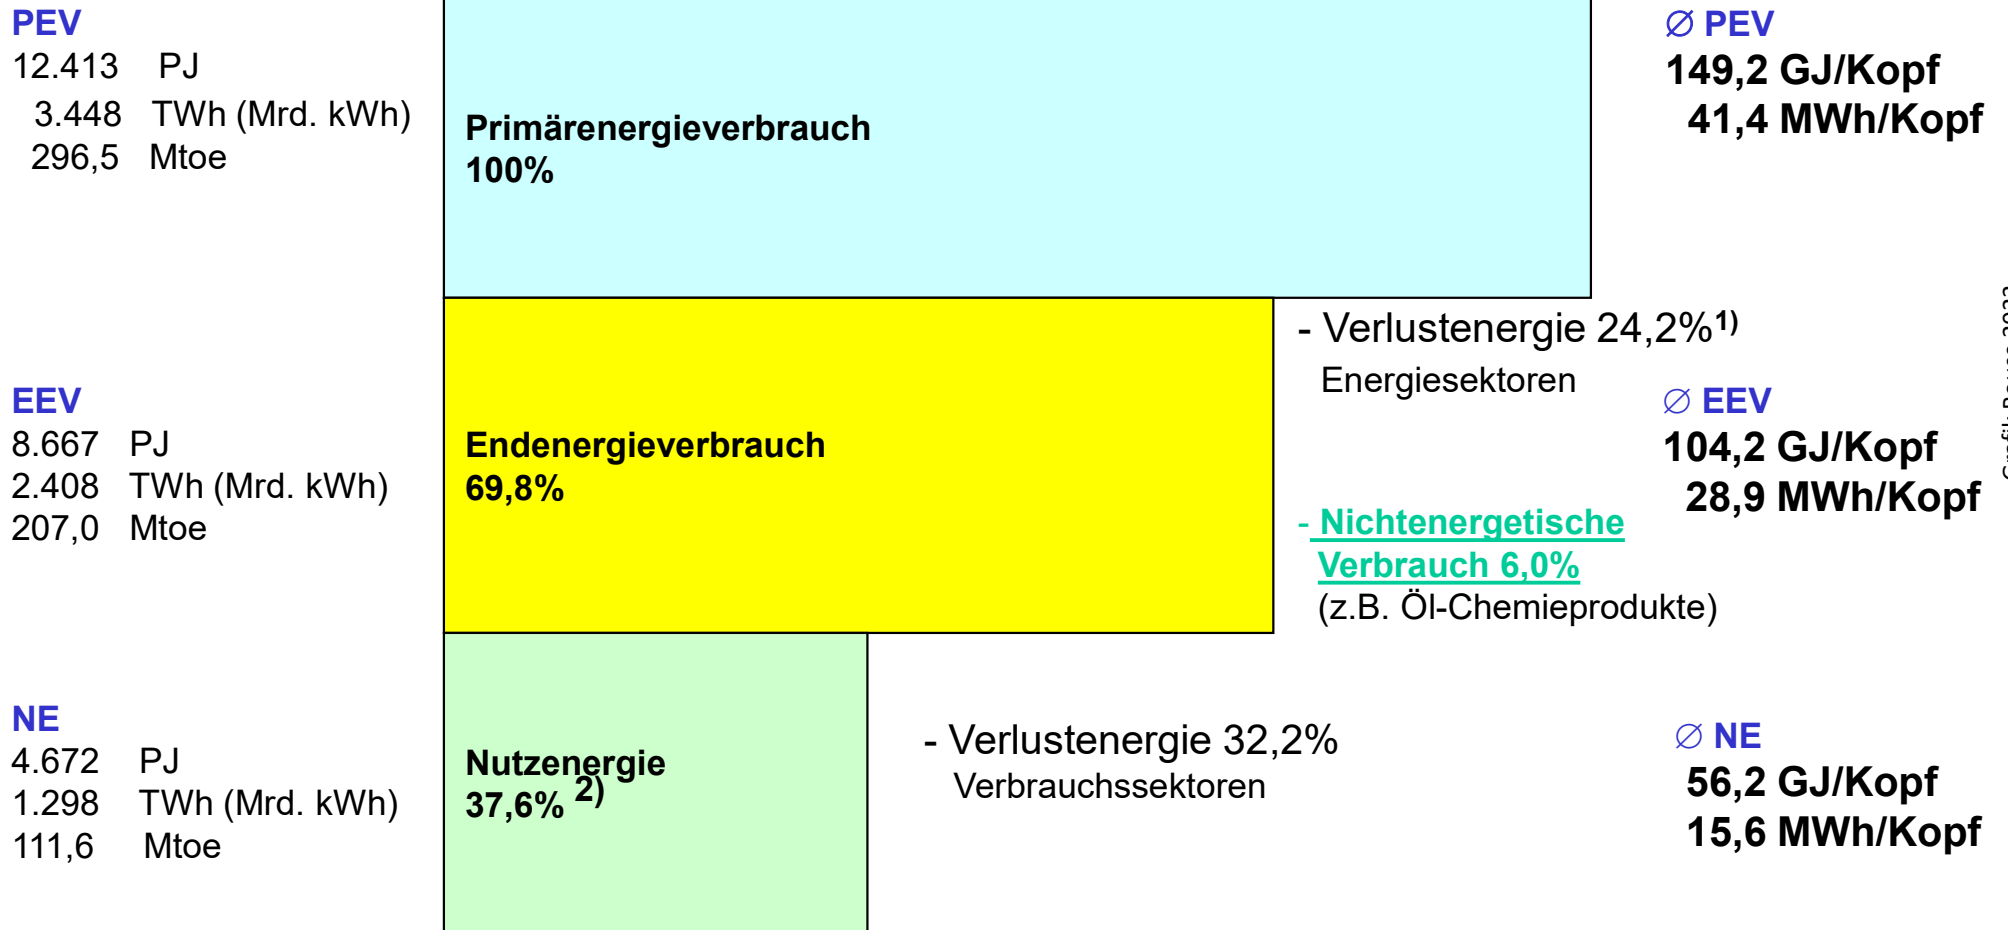 PEV
12.413 PJ
3.448 TWh (Mrd. kWh)
296,5 Mtoe
Primärenergieverbrauch
100%
Ø PEV
149,2 GJ/Kopf
41,4 MWh/Kopf
- Verlustenergie 24,2%1)
Energiesektoren
EEV
8.667 PJ
2.408 TWh (Mrd. kWh)
207,0 Mtoe
Endenergieverbrauch
69,8%
Ø EEV
104,2 GJ/Kopf
28,9 MWh/Kopf
- Nichtenergetische
Verbrauch 6,0%
(z.B. Öl-Chemieprodukte)
NE
4.672 PJ
1.298 TWh (Mrd. kWh)
111,6 Mtoe
Nutzenergie
37,6% 2)
- Verlustenergie 32,2%
Verbrauchssektoren
Ø NE
56,2 GJ/Kopf
15,6 MWh/Kopf